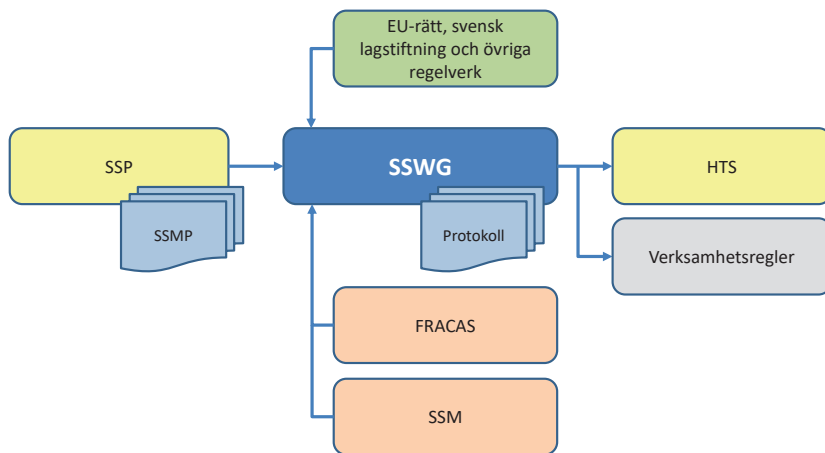 EU-rätt, svensk
lagstiftning och övriga
regelverk
SSP
SSWG
HTS
SSMP
Protokoll
Verksamhetsregler
FRACAS
SSM